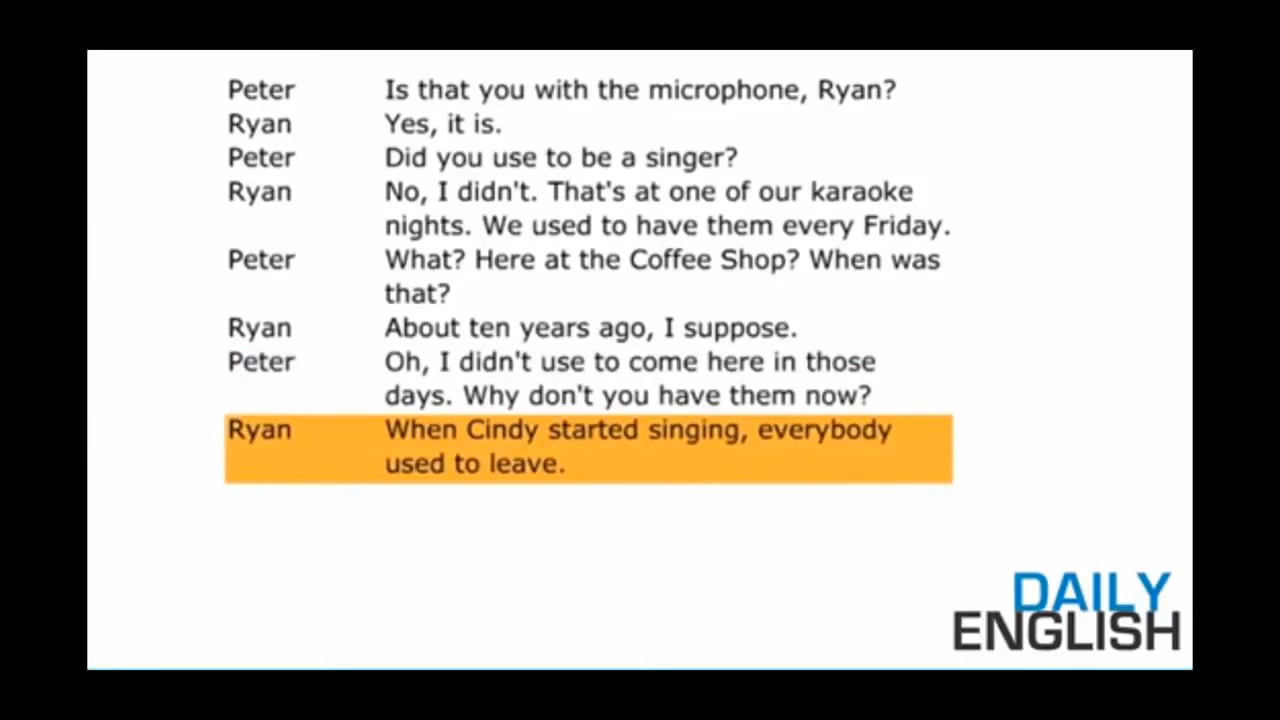 Peter Is that you with the microphone, Ryan?
Ryan Yes, it is.
Peter Did you use to be a singer?
Ryan No, I didn't. That's at one of our karaoke
nights. We used to have them every Friday.
Peter What? Here at the Coffee Shop? When was
that?
Ryan About ten years ago, I suppose.
Peter Oh, I didn't use to come here in those
days. Why don't you have them now?
Ryan When Cindy started singing, everybody
used to leave.
DAILY
ENGLISH